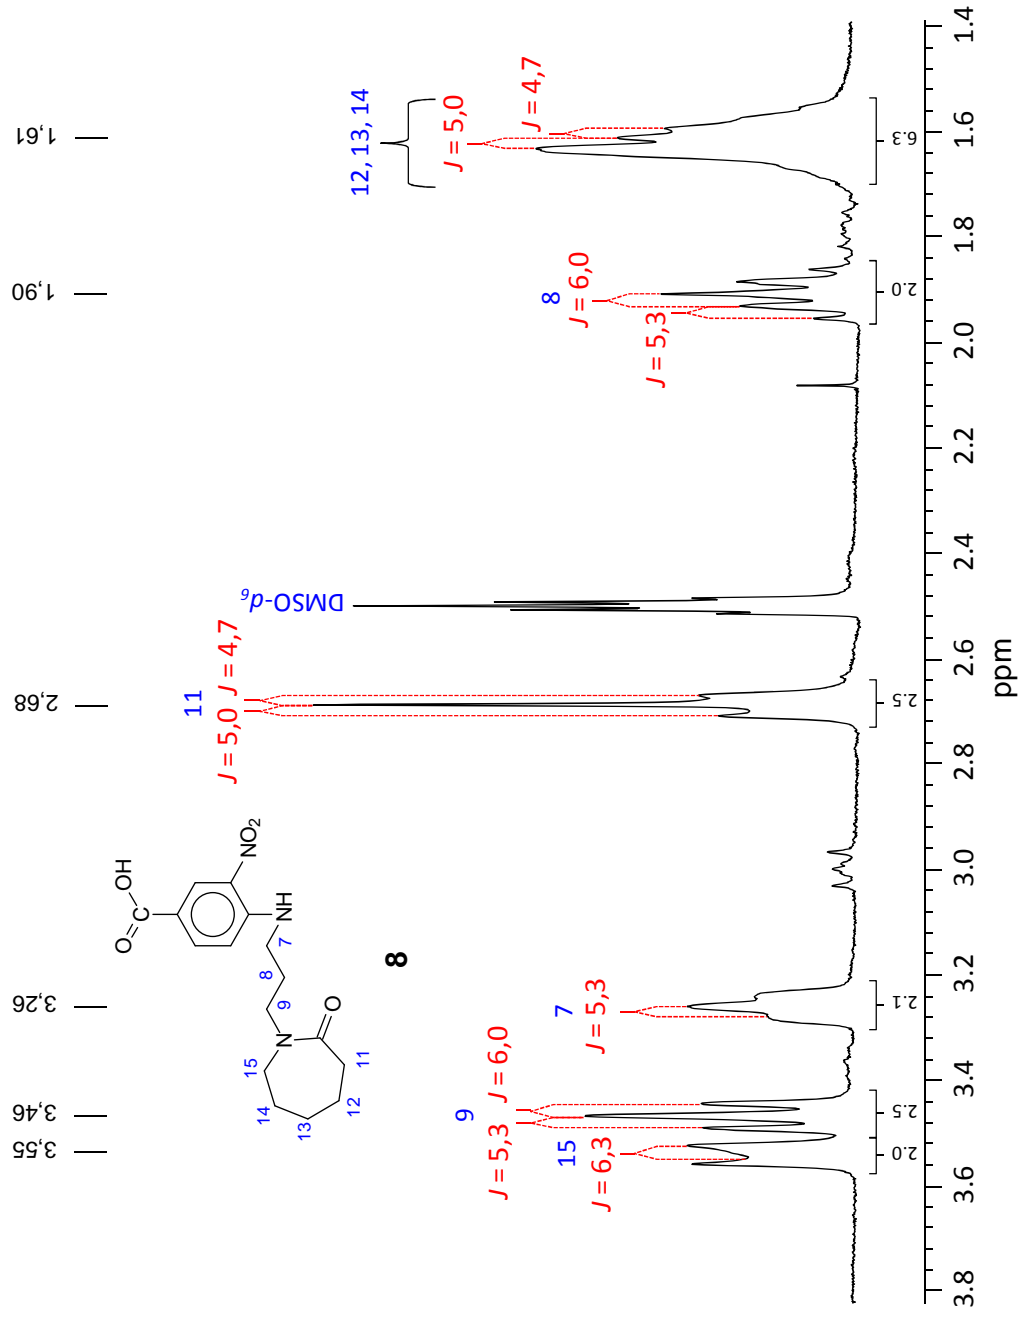 3,55
3,46
3,26
2,68
1,90
1,61
O
C
OH
NO2
NH
7
8
9
N
O
15
14
13
12
11
8
11
J = 5,0 J = 4,7
DMSO-d6
12, 13, 14
J = 5,0
J = 4,7
8
J = 6,0
J = 5,3
9
J = 5,3 J = 6,0
15
J = 6,3
7
J = 5,3
2.0
2.5
2.1
2.5
2.0
6.3
3.8
3.6
3.4
3.2
3.0
2.8
2.6
2.4
2.2
2.0
1.8
1.6
1.4
ppm